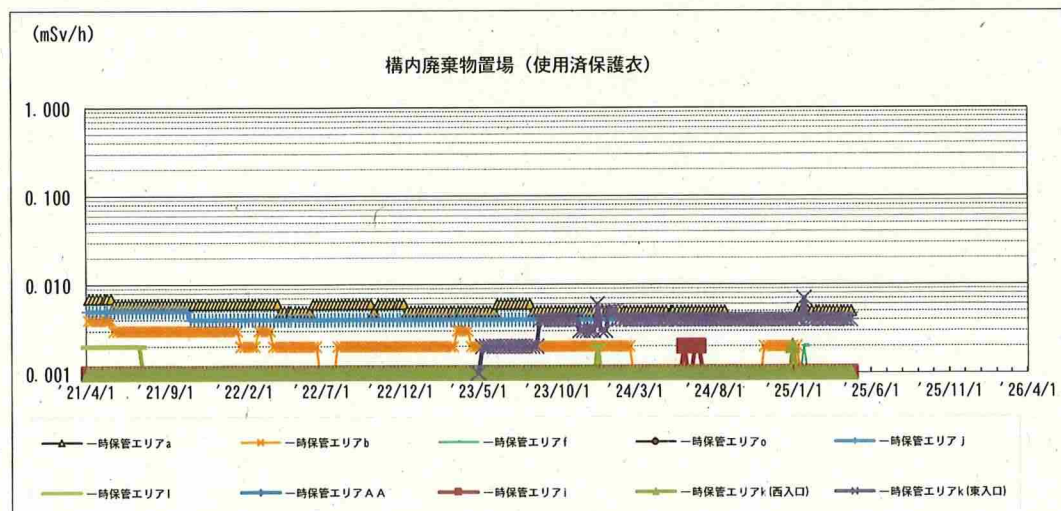 (mSv/h)
構内廃棄物置場（使用済保護衣）
1.000
0.100
0.010
0.001
'21/4/1 '21/9/1 '22/2/1 '22/7/1 '22/12/1 '23/5/1 '23/10/1 '24/3/1 '24/8/1 '25/1/1 '25/6/1 '25/11/1 '26/4/1
一時保管エリアa 一時保管エリアb 一時保管エリアf 一時保管エリアo 一時保管エリアj
一時保管エリアl 一時保管エリアAA 一時保管エリアi 一時保管エリアk(西入口) 一時保管エリアk(東入口)